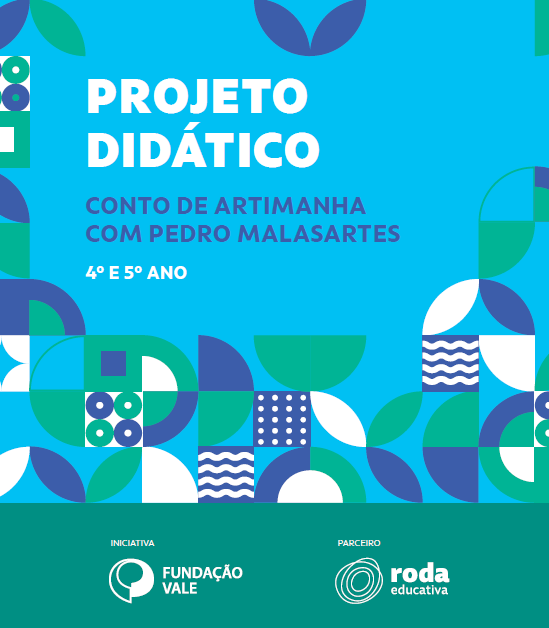 PROJETO
DIDÁTICO
CONTO DE ARTIMANHA
COM PEDRO MALASARTES
4º E 5º ANO
INICIATIVA
FUNDAÇÃO
VALE
PARCEIRO
roda
educativa